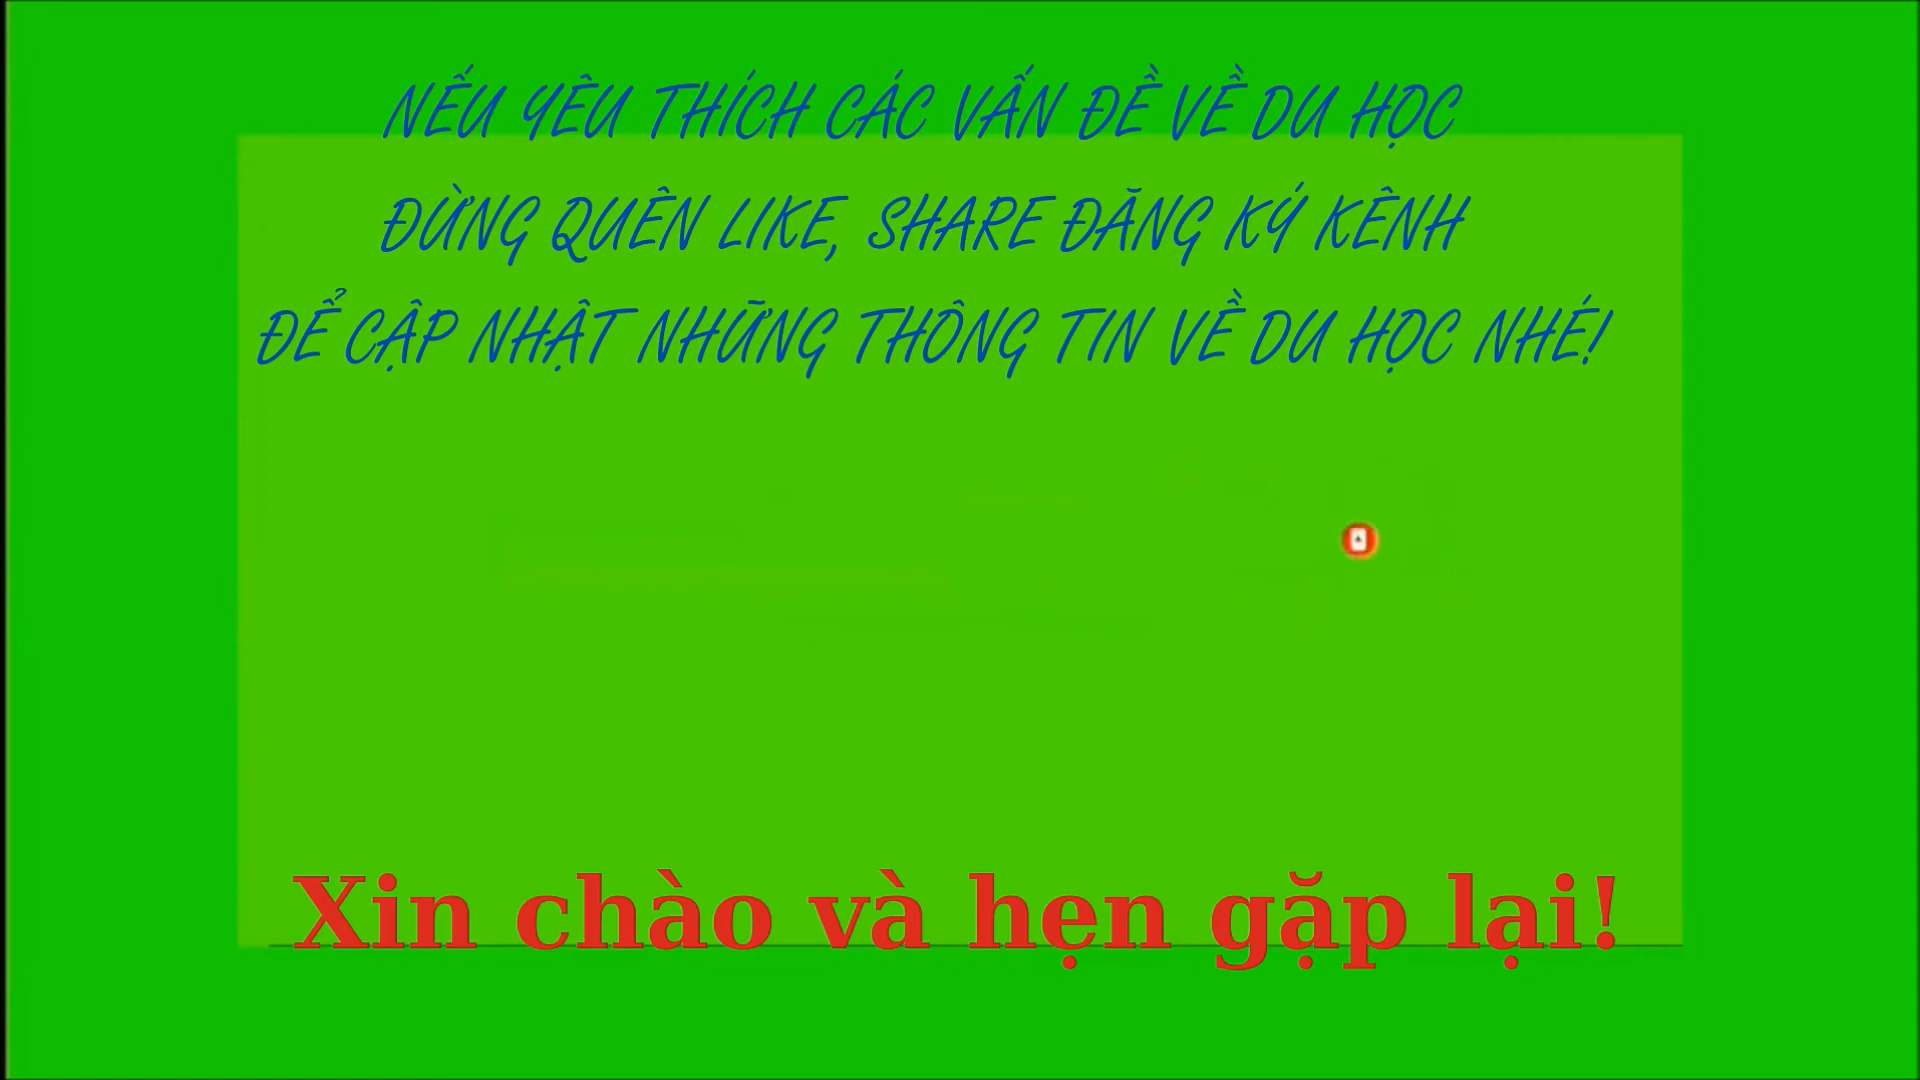 NẾU YÊU THÍCH CÁC VẤN ĐỀ VỀ DU HỌC
ĐỪNG QUÊN LIKE, SHARE ĐĂNG KÝ KÊNH
ĐỂ CẬP NHẬT NHỮNG THÔNG TIN VỀ DU HỌC NHÉ!
Xin chào và hẹn gặp lại!